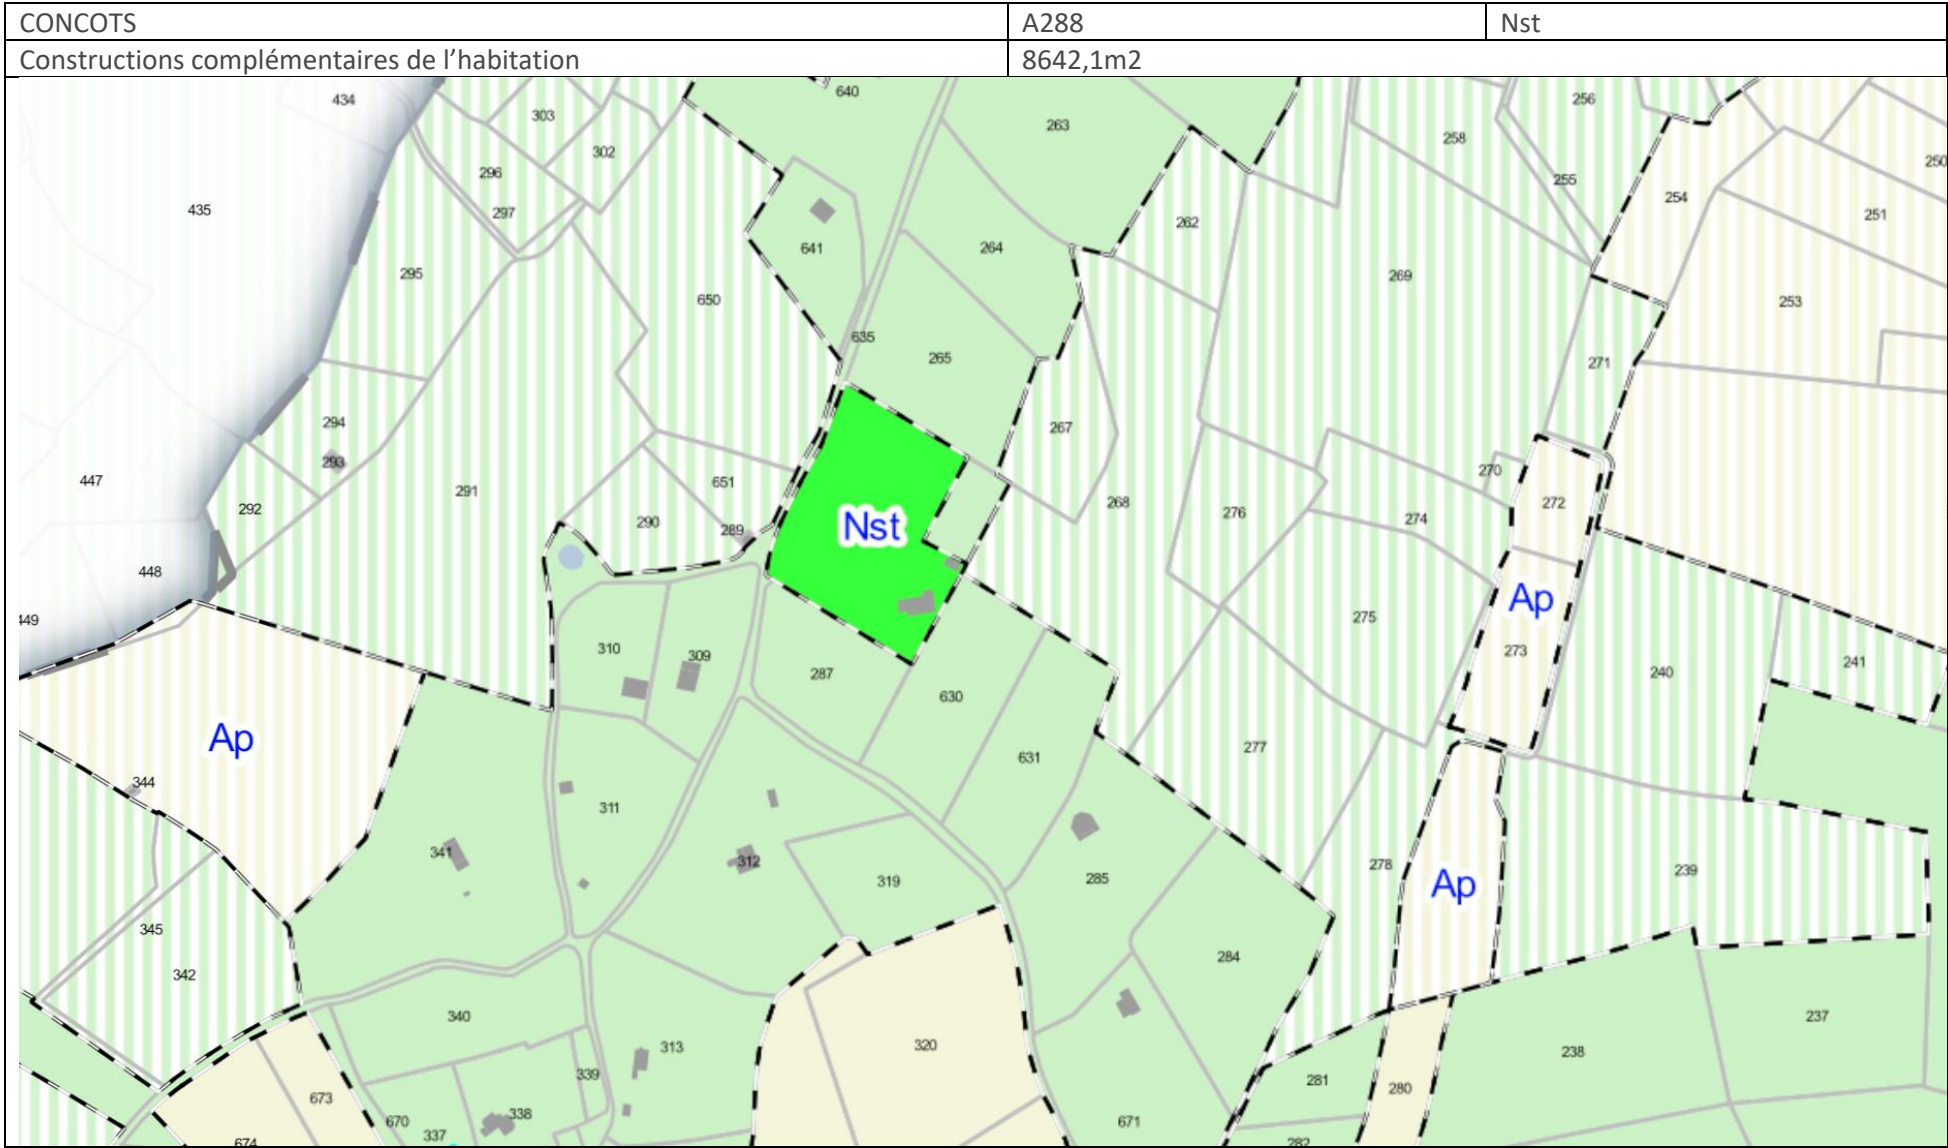 CONCOTS A288 Nst
Constructions complémentaires de l’habitation 8642,1m2
434 303 640 263 256
302 258 250
296 255
435 297 641 264 262 254 251
295 650 269 253
635 265 271
294 267
293 270
447 291 651 268 272
292 290 289 Nst 276 274
448
449 310 309 275 Ap
287 273 241
630 240
Ap 631 277
344
311
341 312 278
319 285 Ap 239
345
342 284
340 237
313 320 238
339 281 280
673
670 338 671
674 337 282